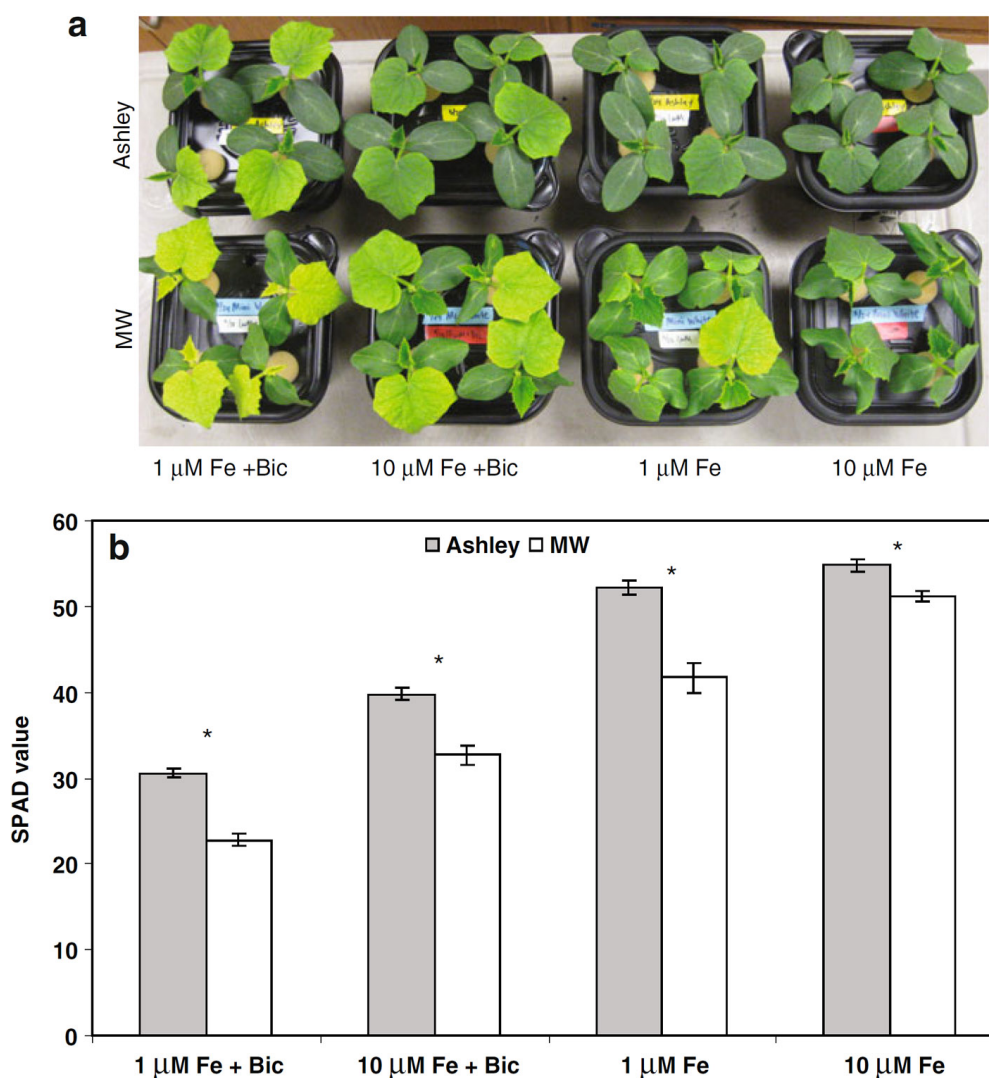 a
Ashley
MW
1 μM Fe +Bic
10 μM Fe +Bic
1 μM Fe
10 μM Fe
b
Ashley MW
*
*
*
*
SPAD value
60
50
40
30
20
10
0
1 μM Fe + Bic
10 μM Fe + Bic
1 μM Fe
10 μM Fe